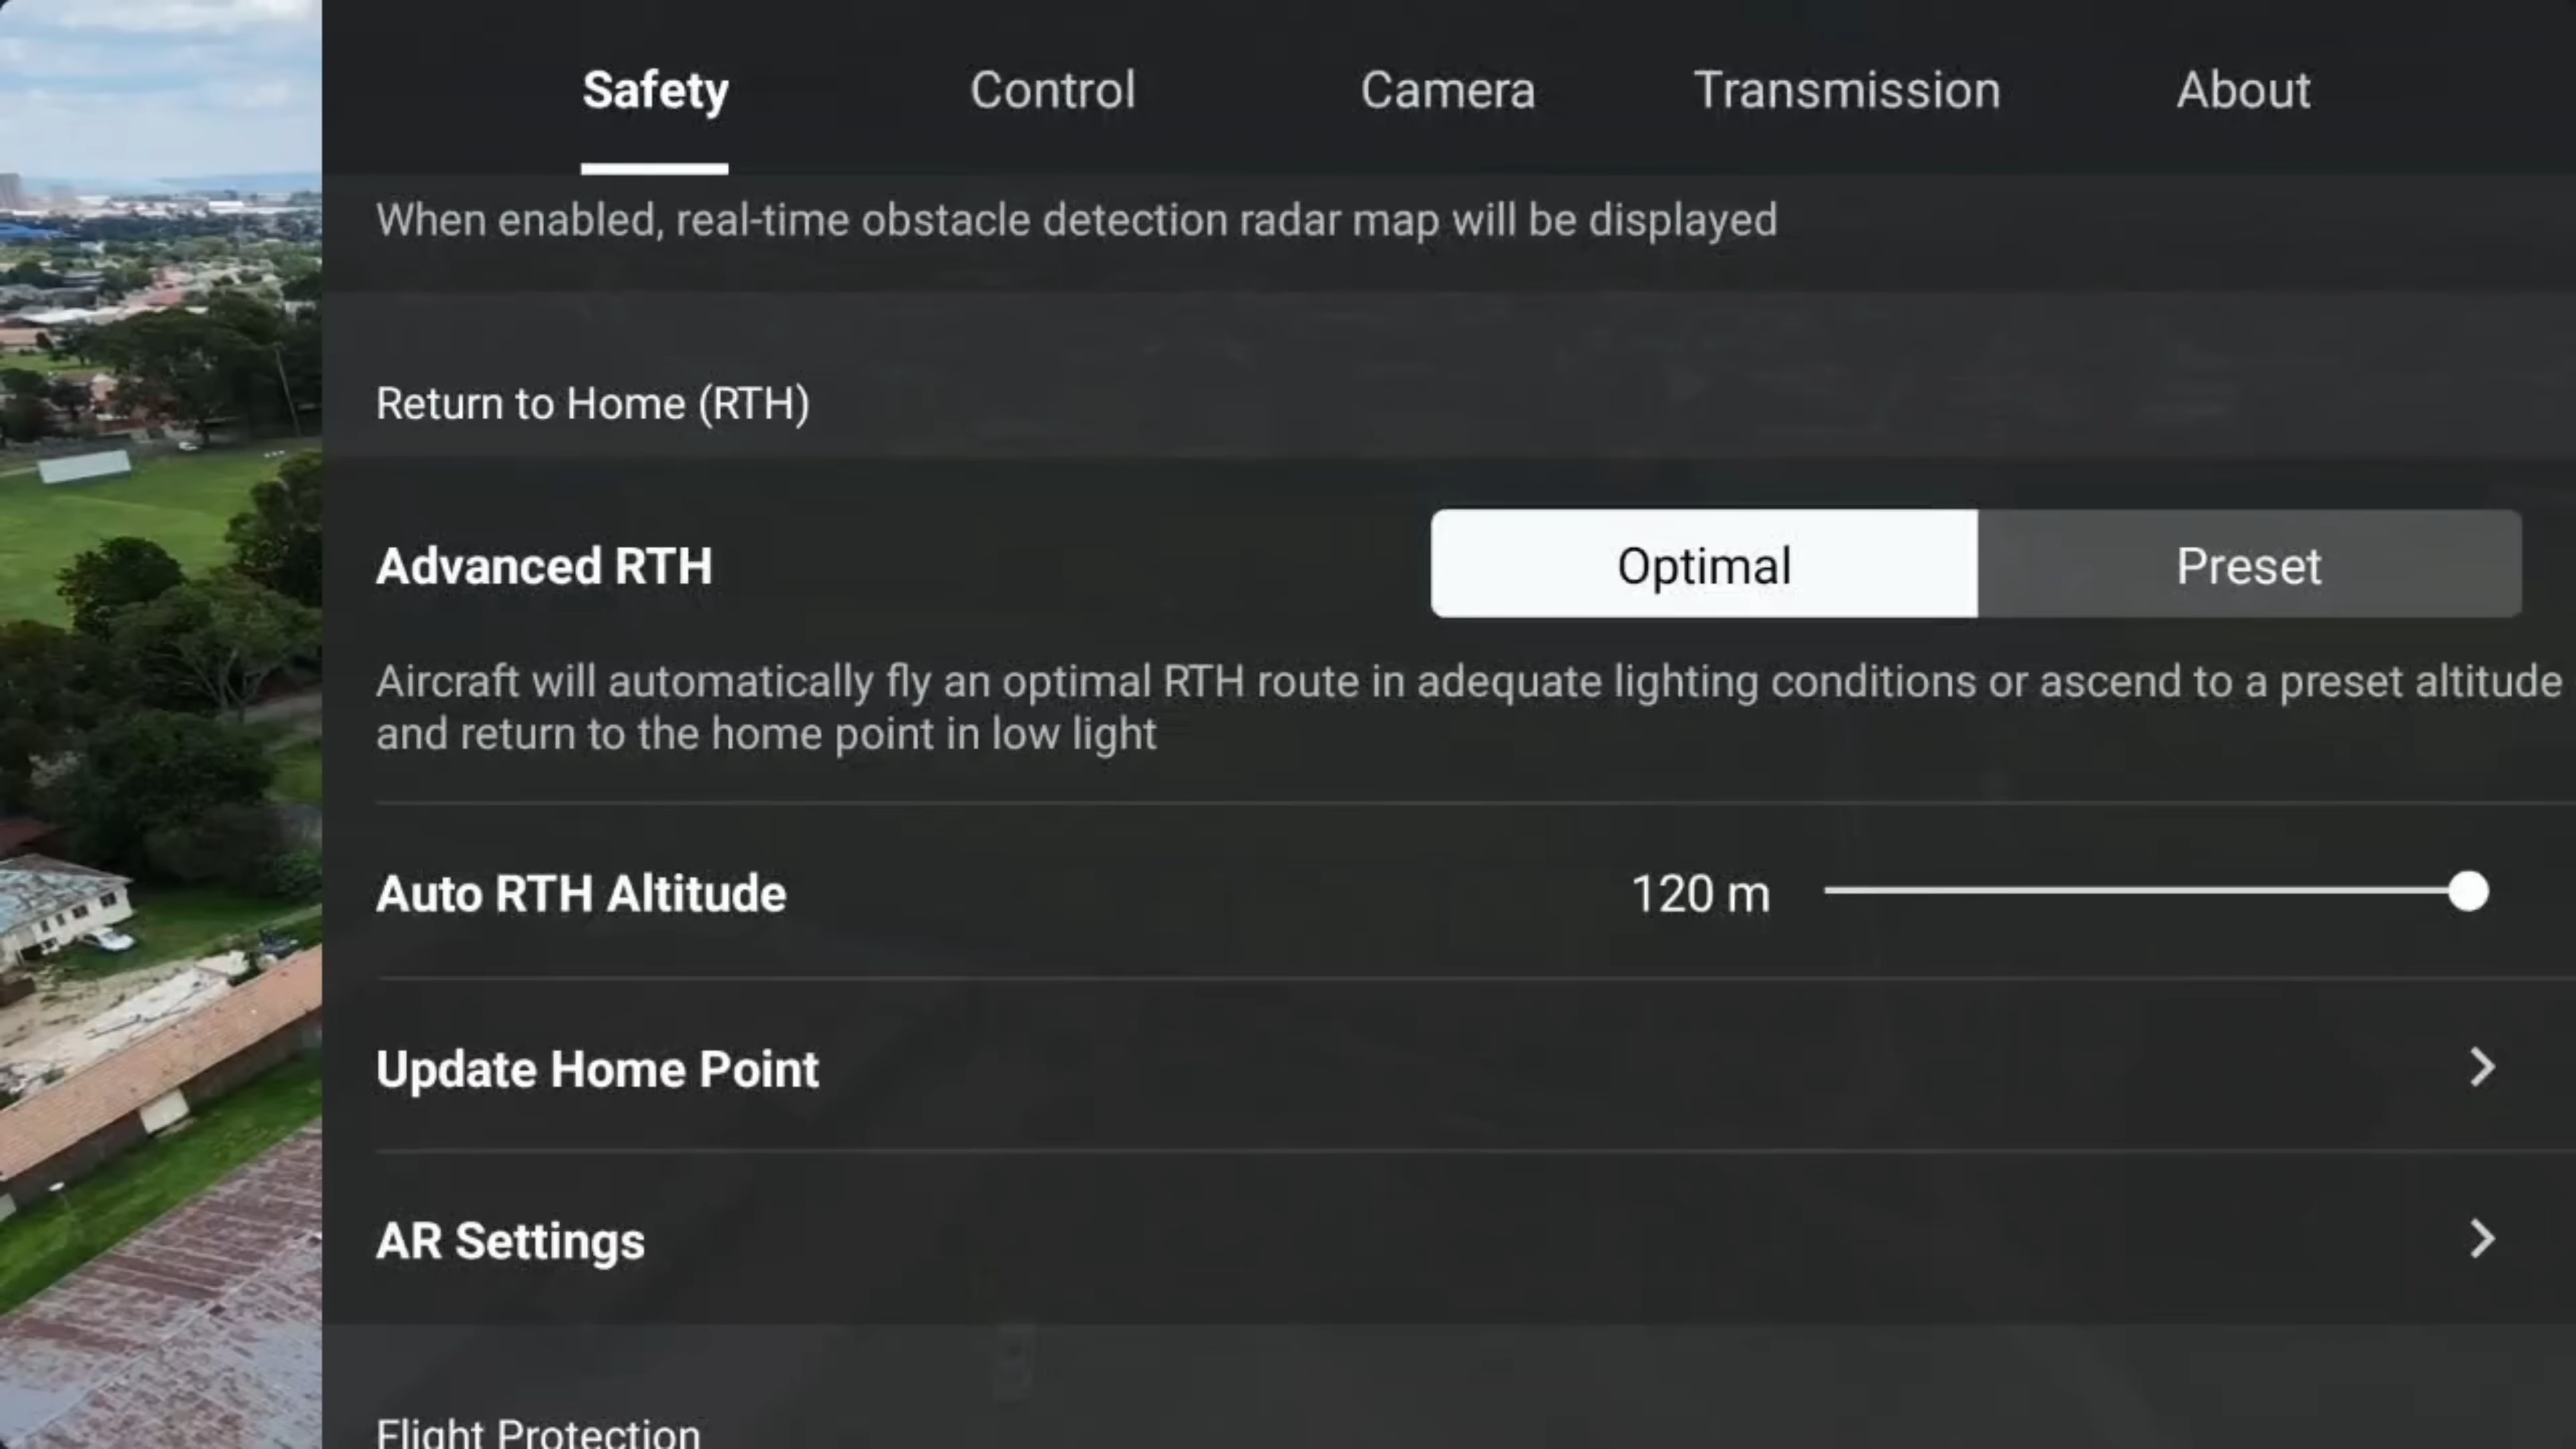 Safety Control Camera Transmission About
When enabled, real-time obstacle detection radar map will be displayed
Return to Home (RTH)
Advanced RTH Optimal Preset
Aircraft will automatically fly an optimal RTH route in adequate lighting conditions or ascend to a preset altitude
and return to the home point in low light
Auto RTH Altitude 120 m
Update Home Point
AR Settings
Flight Protection